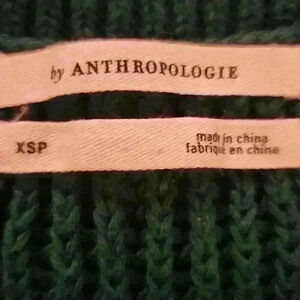 by ANTHROPOLOGIE
XSP
made in china
fabriqué en chine